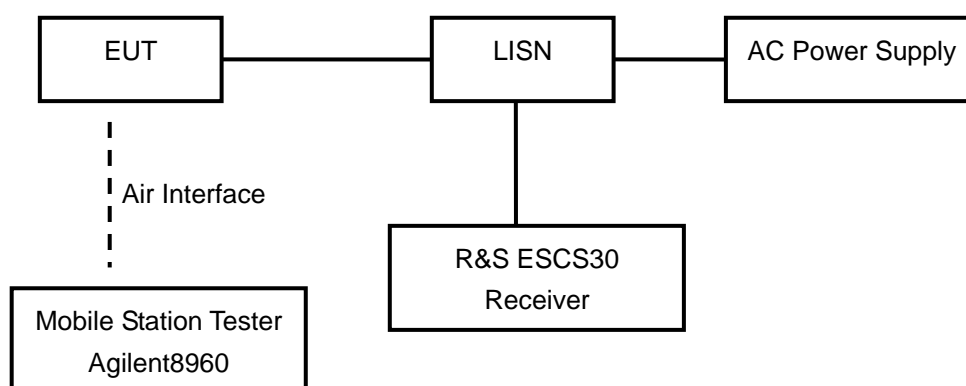 EUT
LISN
AC Power Supply
Air Interface
R&S ESCS30
Receiver
Mobile Station Tester
Agilent8960